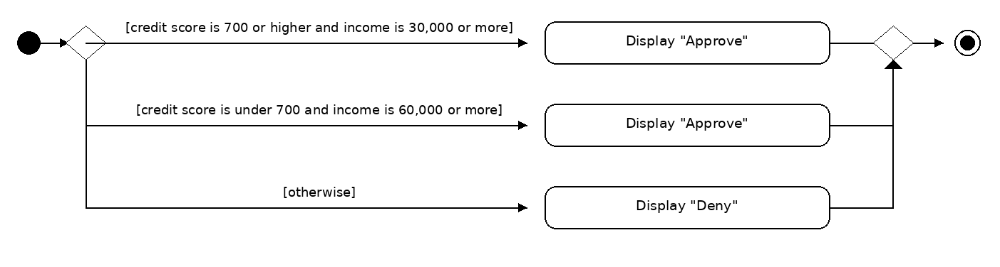 [credit score is 700 or higher and income is 30,000 or more]
Display "Approve"
[credit score is under 700 and income is 60,000 or more]
Display "Approve"
[otherwise]
Display "Deny"